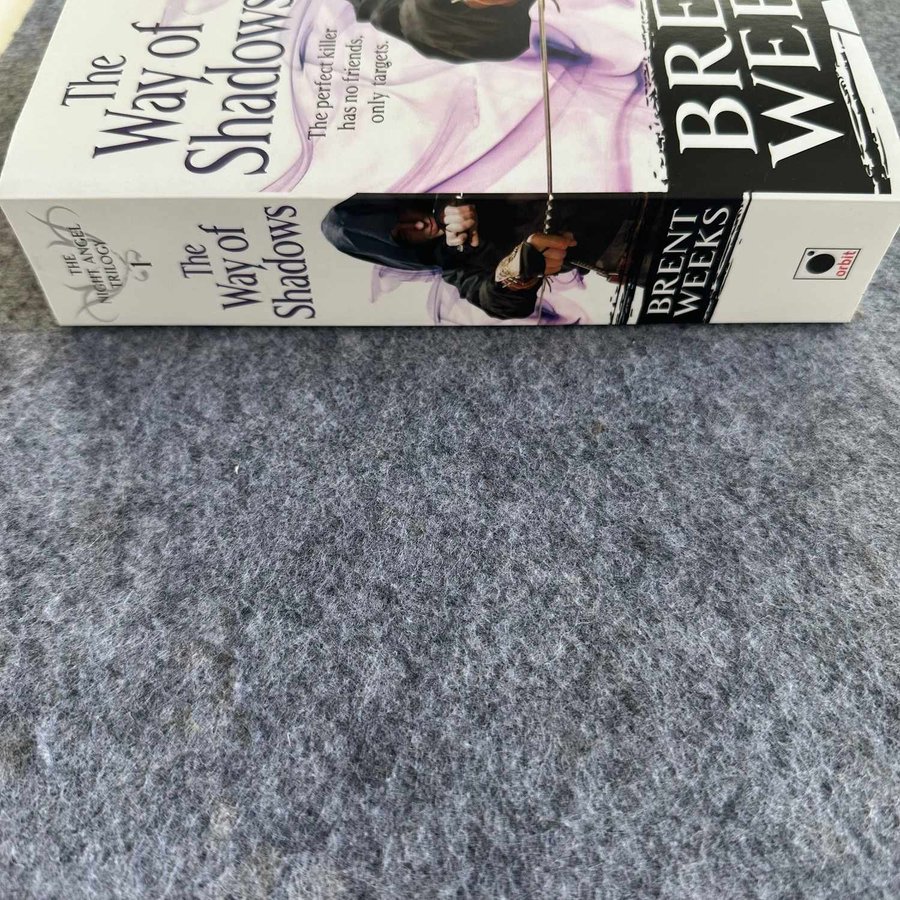 The
Way of
Shadows
The perfect killer
has no friends,
only targets.
BRE
WEE
THE
NIGHT ANGEL
TRILOGY
1
The
Way of
Shadows
BRENT
WEEKS
orbit